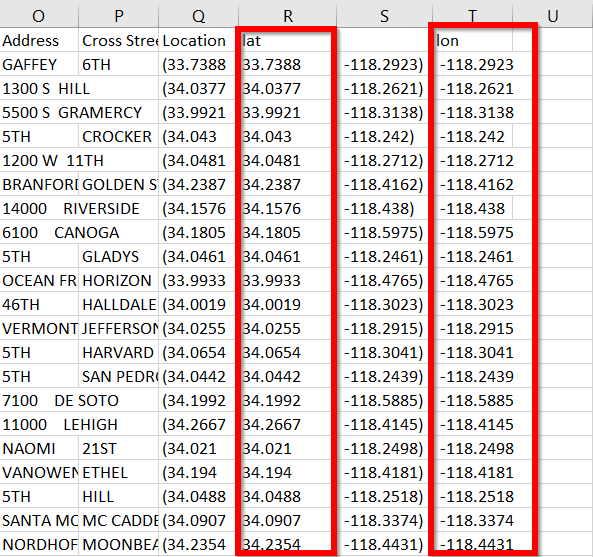 O P Q R S T U
Address Cross Stree Location lat lon
GAFFEY 6TH (33.7388 33.7388 -118.2923) -118.2923
1300 S HILL (34.0377 34.0377 -118.2621) -118.2621
5500 S GRAMERCY (33.9921 33.9921 -118.3138) -118.3138
5TH CROCKER (34.043 34.043 -118.242) -118.242
1200 W 11TH (34.0481 34.0481 -118.2712) -118.2712
BRANFORD GOLDEN S (34.2387 34.2387 -118.4162) -118.4162
14000 RIVERSIDE (34.1576 34.1576 -118.438) -118.438
6100 CANOGA (34.1805 34.1805 -118.5975) -118.5975
5TH GLADYS (34.0461 34.0461 -118.2461) -118.2461
OCEAN FR HORIZON (33.9933 33.9933 -118.4765) -118.4765
46TH HALLDALE (34.0019 34.0019 -118.3023) -118.3023
VERMONT JEFFERSON (34.0255 34.0255 -118.2915) -118.2915
5TH HARVARD (34.0654 34.0654 -118.3041) -118.3041
5TH SAN PEDR (34.0442 34.0442 -118.2439) -118.2439
7100 DE SOTO (34.1992 34.1992 -118.5885) -118.5885
11000 LEHIGH (34.2667 34.2667 -118.4145) -118.4145
NAOMI 21ST (34.021 34.021 -118.2498) -118.2498
VANOWEN ETHEL (34.194 34.194 -118.4181) -118.4181
5TH HILL (34.0488 34.0488 -118.2518) -118.2518
SANTA MC MC CADDE (34.0907 34.0907 -118.3374) -118.3374
NORDHOF MOONBEA (34.2354 34.2354 -118.4431) -118.4431